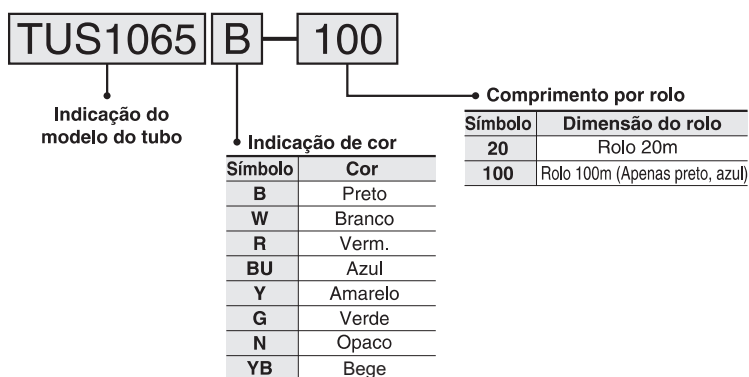 TUS1065 B 100
Indicação do
modelo do tubo
Indicação de cor
Símbolo Cor
B Preto
W Branco
R Verm.
BU Azul
Y Amarelo
G Verde
N Opaco
YB Bege
Comprimento por rolo
Símbolo Dimensão do rolo
20 Rolo 20m
100 Rolo 100m (Apenas preto, azul)